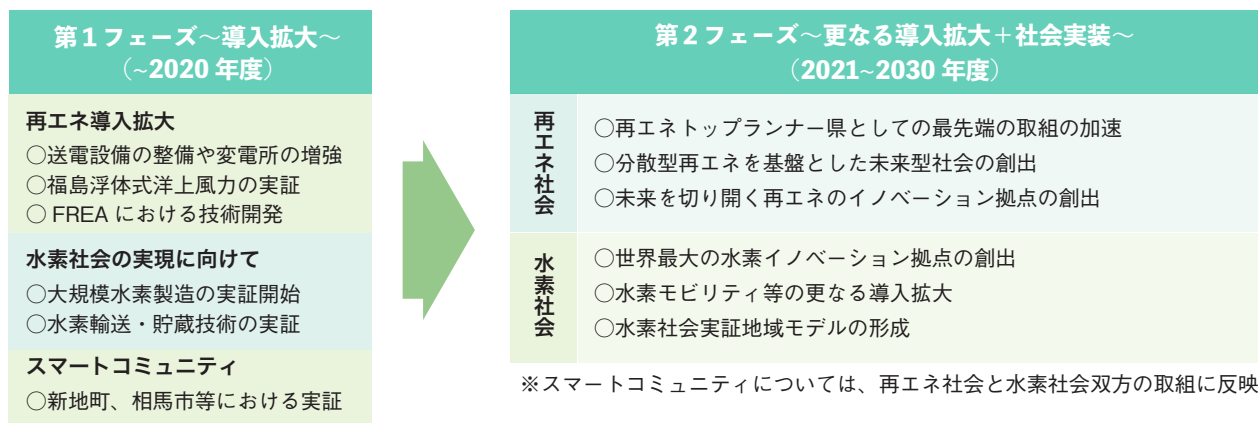 第1フェーズ～導入拡大～
（~2020 年度）
再エネ導入拡大
○送電設備の整備や変電所の増強
○福島浮体式洋上風力の実証
○ FREA における技術開発
水素社会の実現に向けて
○大規模水素製造の実証開始
○水素輸送・貯蔵技術の実証
スマートコミュニティ
○新地町、相馬市等における実証
第2フェーズ～更なる導入拡大＋社会実装～
（2021~2030 年度）
再エネ社会
○再エネトップランナー県としての最先端の取組の加速
○分散型再エネを基盤とした未来型社会の創出
○未来を切り開く再エネのイノベーション拠点の創出
水素社会
○世界最大の水素イノベーション拠点の創出
○水素モビリティ等の更なる導入拡大
○水素社会実証地域モデルの形成
※スマートコミュニティについては、再エネ社会と水素社会双方の取組に反映